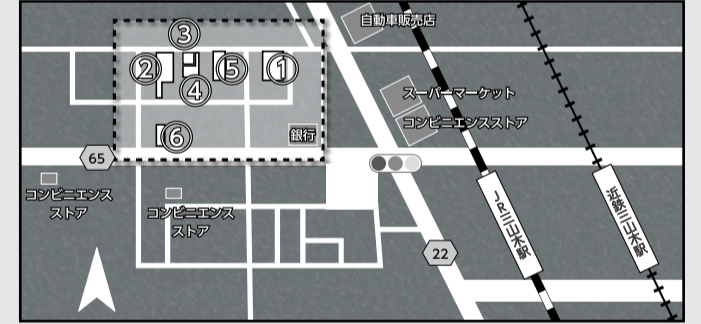 自動車販売店
③
②
⑤
①
④
スーパーマーケット
コンビニエンスストア
⑥
銀行
65
コンビニエンス
ストア
コンビニエンス
ストア
JR三山木駅
近鉄三山木駅
22